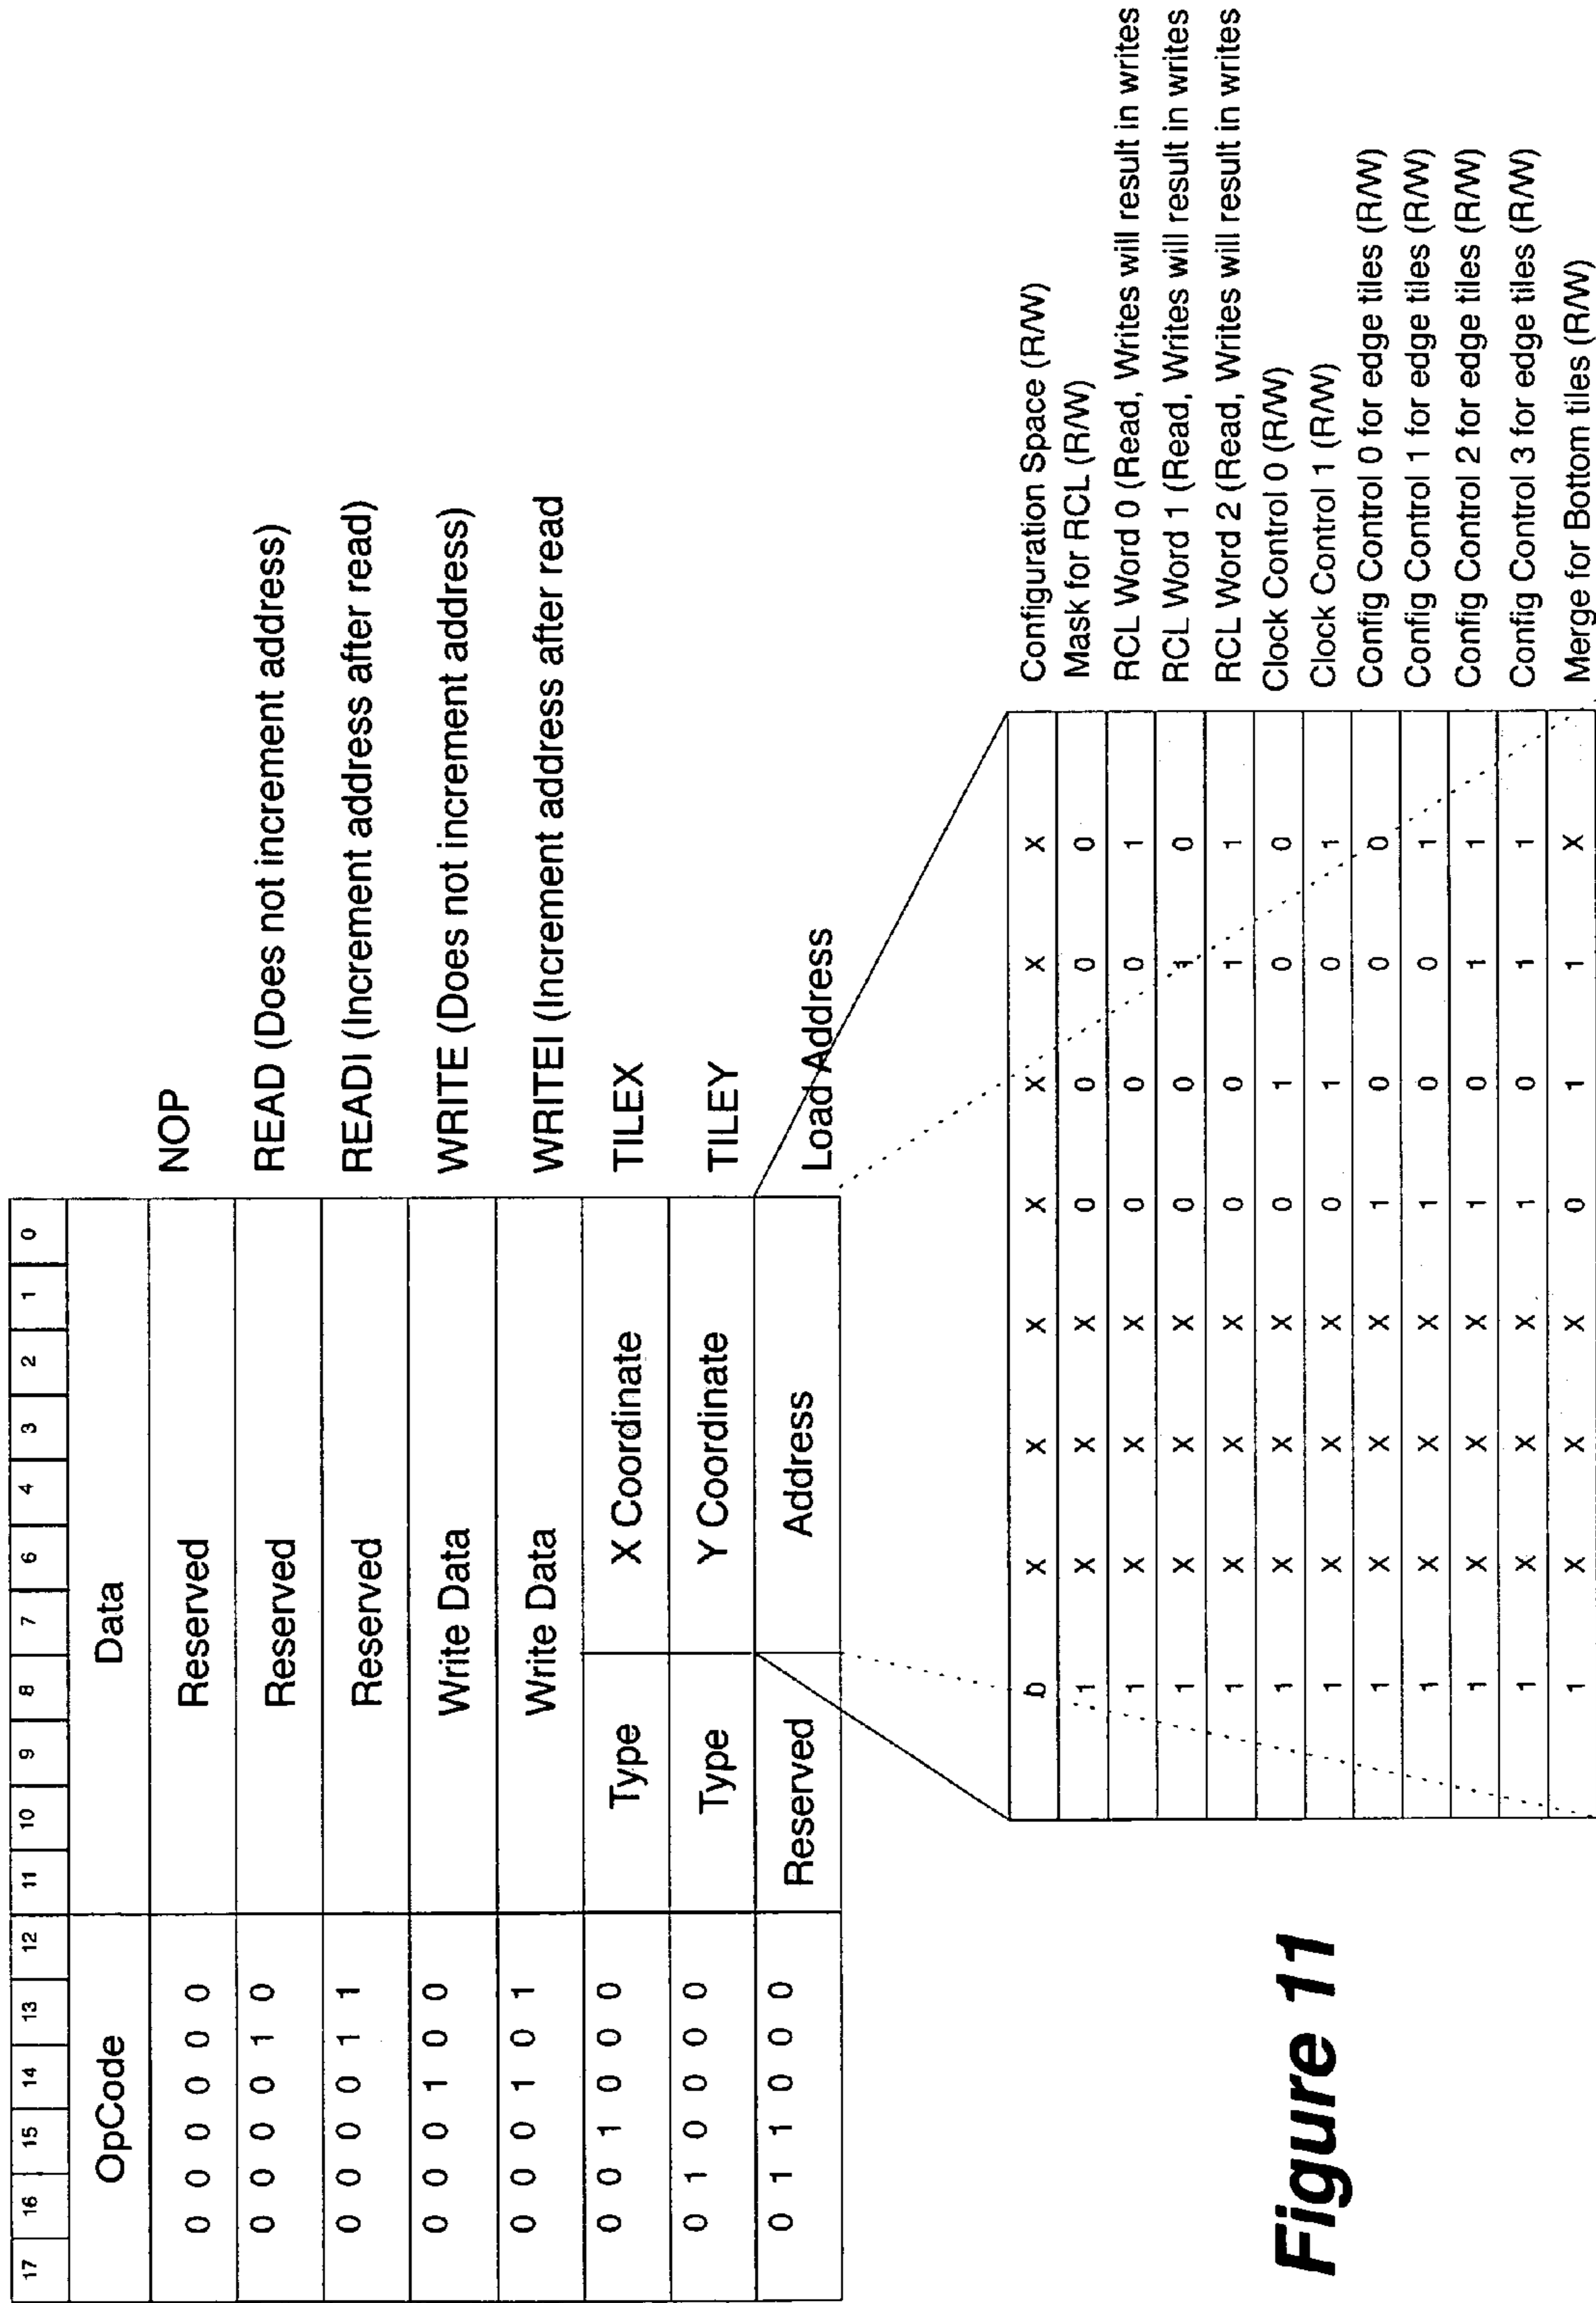 17 16 15 14 13 12 11 10 9 8 7 6 4 3 2 1 0
OpCode Data
0 0 0 0 0 0 Reserved NOP
0 0 0 0 1 0 Reserved READ (Does not increment address)
0 0 0 0 1 1 Reserved READI (Increment address after read)
0 0 0 1 0 0 Write Data WRITE (Does not increment address)
0 0 0 1 0 1 Write Data WRITEI (Increment address after read
0 0 1 0 0 0 Type X Coordinate TILEX
0 1 0 0 0 0 Type Y Coordinate TILEY
0 1 1 0 0 0 Reserved Address Load Address
0 X X X X X X X Configuration Space (R/W)
1 X X X 0 0 0 0 Mask for RCL (R/W)
1 X X X 0 0 0 1 RCL Word 0 (Read, Writes will result in writes
1 X X X 0 0 1 0 RCL Word 1 (Read, Writes will result in writes
1 X X X 0 0 1 1 RCL Word 2 (Read, Writes will result in writes
1 X X X 0 1 0 0 Clock Control 0 (R/W)
1 X X X 0 1 0 1 Clock Control 1 (R/W)
1 X X X 1 0 0 0 Config Control 0 for edge tiles (R/W)
1 X X X 1 0 0 1 Config Control 1 for edge tiles (R/W)
1 X X X 1 0 1 1 Config Control 2 for edge tiles (R/W)
1 X X X 1 0 1 1 Config Control 3 for edge tiles (R/W)
1 X X X 0 1 1 X Merge for Bottom tiles (R/W)
Figure 11